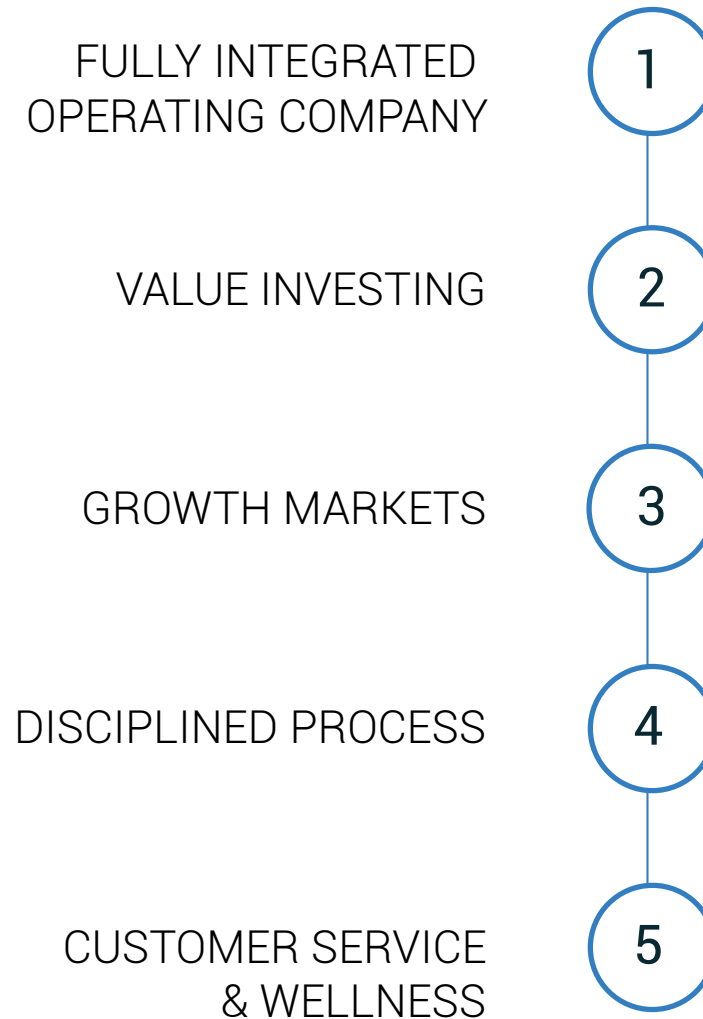 FULLY INTEGRATED
OPERATING COMPANY
1
VALUE INVESTING
2
GROWTH MARKETS
3
DISCIPLINED PROCESS
4
CUSTOMER SERVICE
& WELLNESS
5